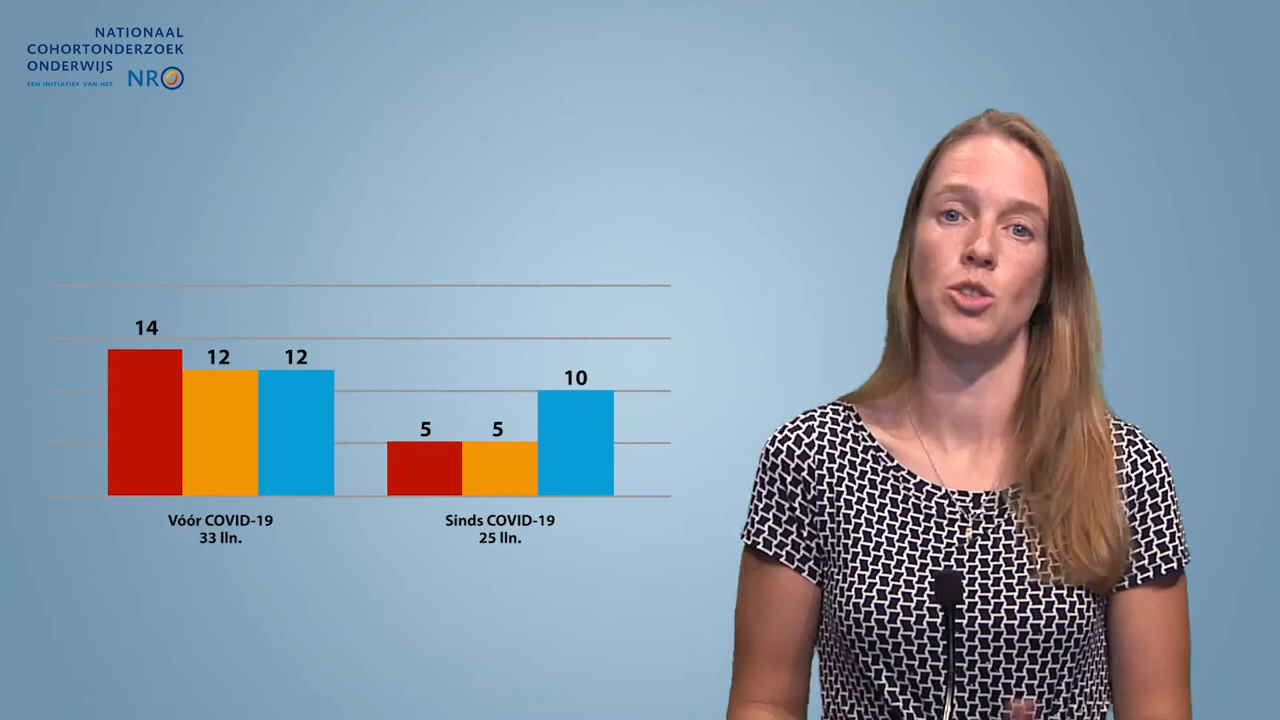 NATIONAAL
COHORTONDERZOEK
ONDERWIJS
EEN INITIATIEF VAN HET NRO
14
12
12
5
5
10
Vóór COVID-19
33 lln.
Sinds COVID-19
25 lln.